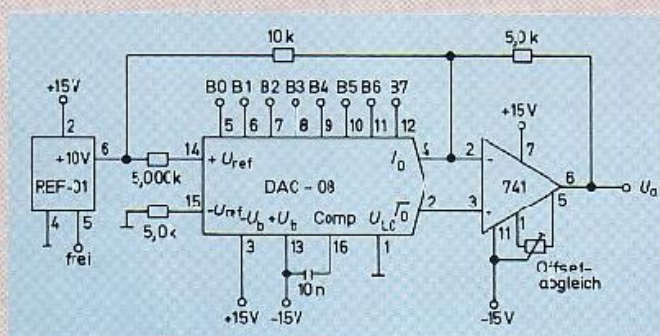 10 k
5,0 k
B0 B1 B2 B3 B4 B5 B6 B7
+15V
+15V
2
5 6 7 8 9 10 11 12
7
6
14
4
2
+10V
+ Uref
I0
-
6
REF-01
5,000k
DAC - 08
741
Ua
15
2
3
5
-Uref -Ub +Ub Comp ULC I0
11
1
4 5
5,0k
3 13 16 1
frei
10n
Offset-
abgleich
+15V -15V
-15V